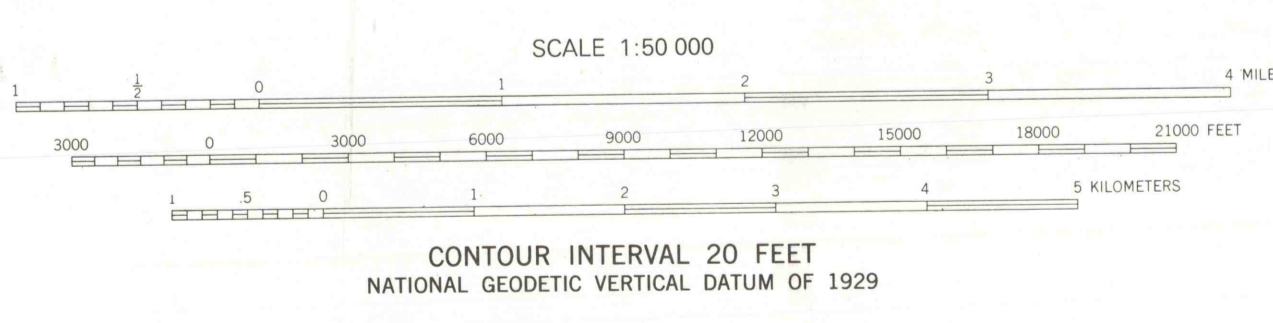 SCALE 1:50 000
1 1/2 0 1 2 3 4 MILE
3000 0 3000 6000 9000 12000 15000 18000 21000 FEET
1 .5 0 1 2 3 4 5 KILOMETERS
CONTOUR INTERVAL 20 FEET
NATIONAL GEODETIC VERTICAL DATUM OF 1929